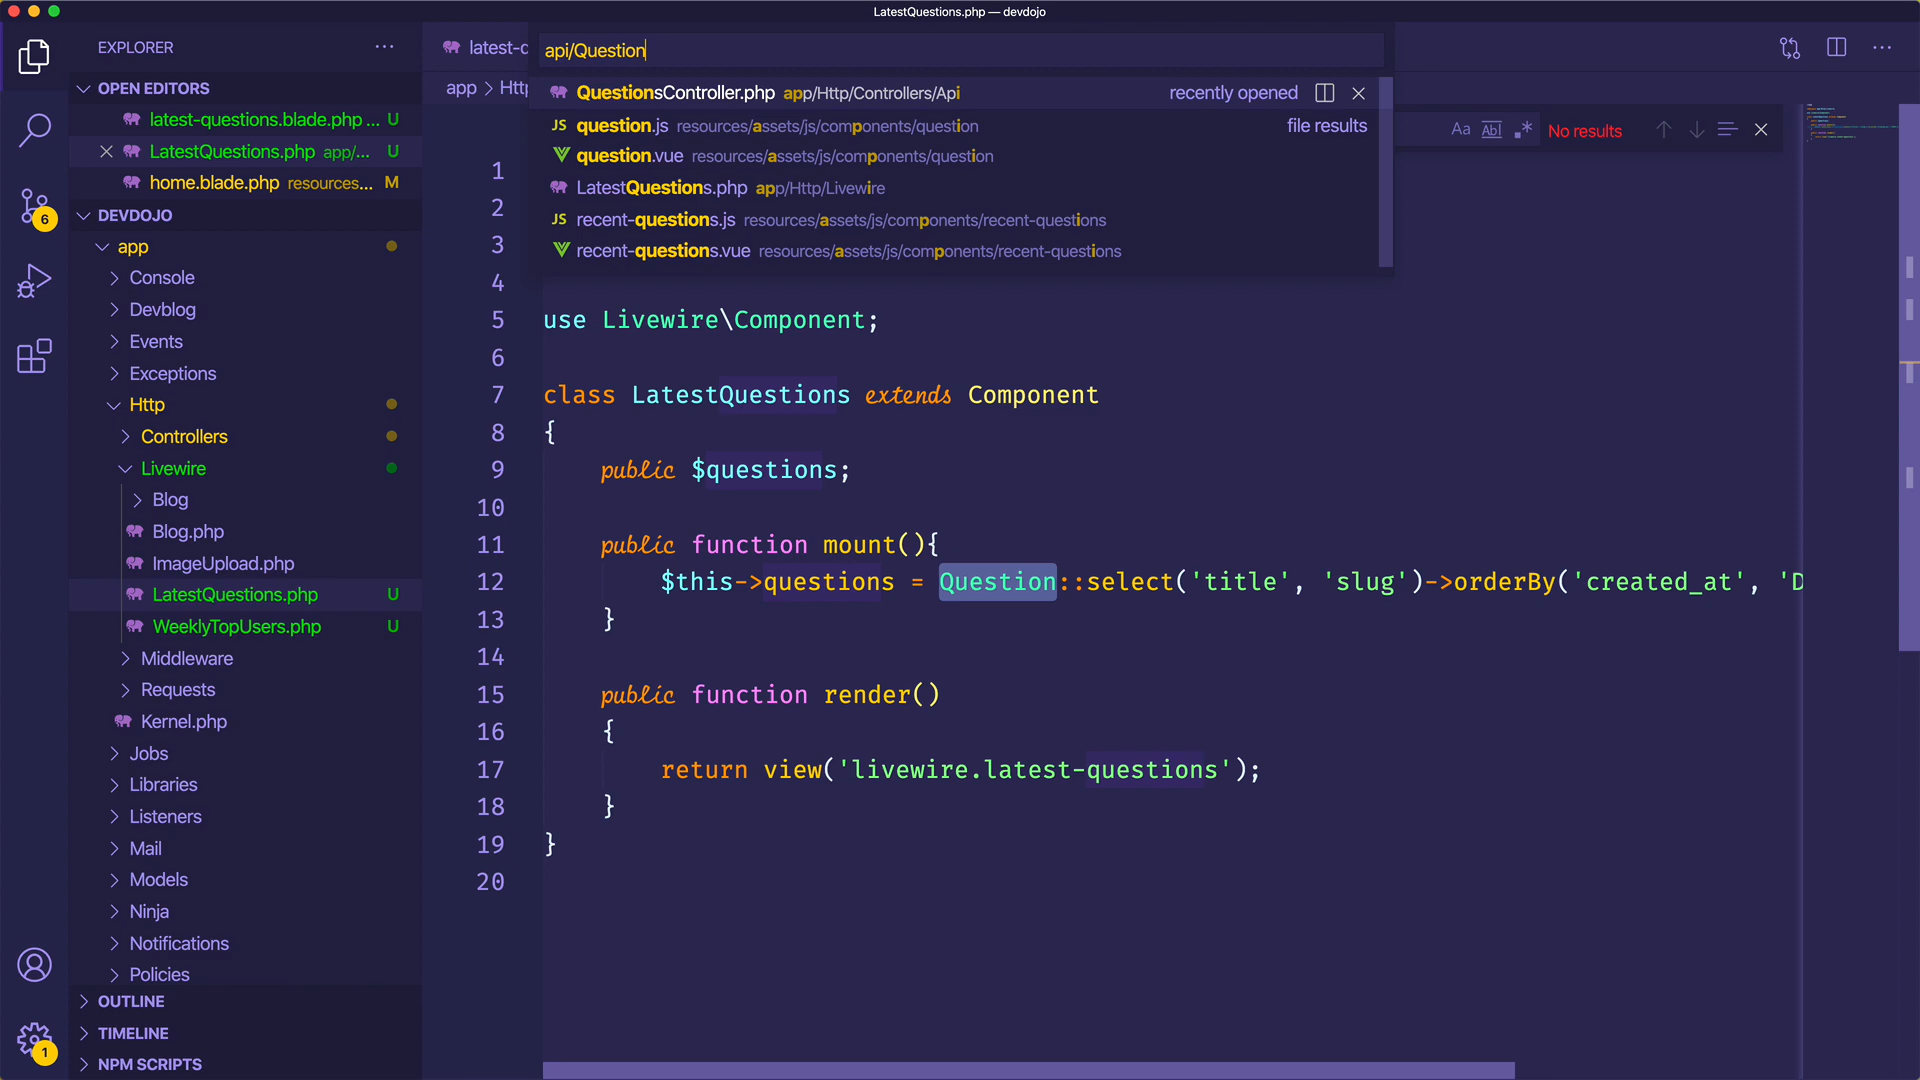 LatestQuestions.php — devdojo
EXPLORER
OPEN EDITORS
latest-questions.blade.php ... U
LatestQuestions.php app/... U
home.blade.php resources... M
DEVDOJO
app
Console
Devblog
Events
Exceptions
Http
Controllers
Livewire
Blog
Blog.php
ImageUpload.php
LatestQuestions.php U
WeeklyTopUsers.php U
Middleware
Requests
Kernel.php
Jobs
Libraries
Listeners
Mail
Models
Ninja
Notifications
Policies
OUTLINE
TIMELINE
NPM SCRIPTS
6
1
latest-q
app > Http
api/Question
QuestionsController.php app/Http/Controllers/Api recently opened
question.js resources/assets/js/components/question file results
question.vue resources/assets/js/components/question
LatestQuestions.php app/Http/Livewire
recent-questions.js resources/assets/js/components/recent-questions
recent-questions.vue resources/assets/js/components/recent-questions
Aa Abl .* No results
1
2
3
4
5 use Livewire\Component;
6
7 class LatestQuestions extends Component
8 {
9 public $questions;
10
11 public function mount(){
12 $this->questions = Question::select('title', 'slug')->orderBy('created_at', 'D
13 }
14
15 public function render()
16 {
17 return view('livewire.latest-questions');
18 }
19 }
20